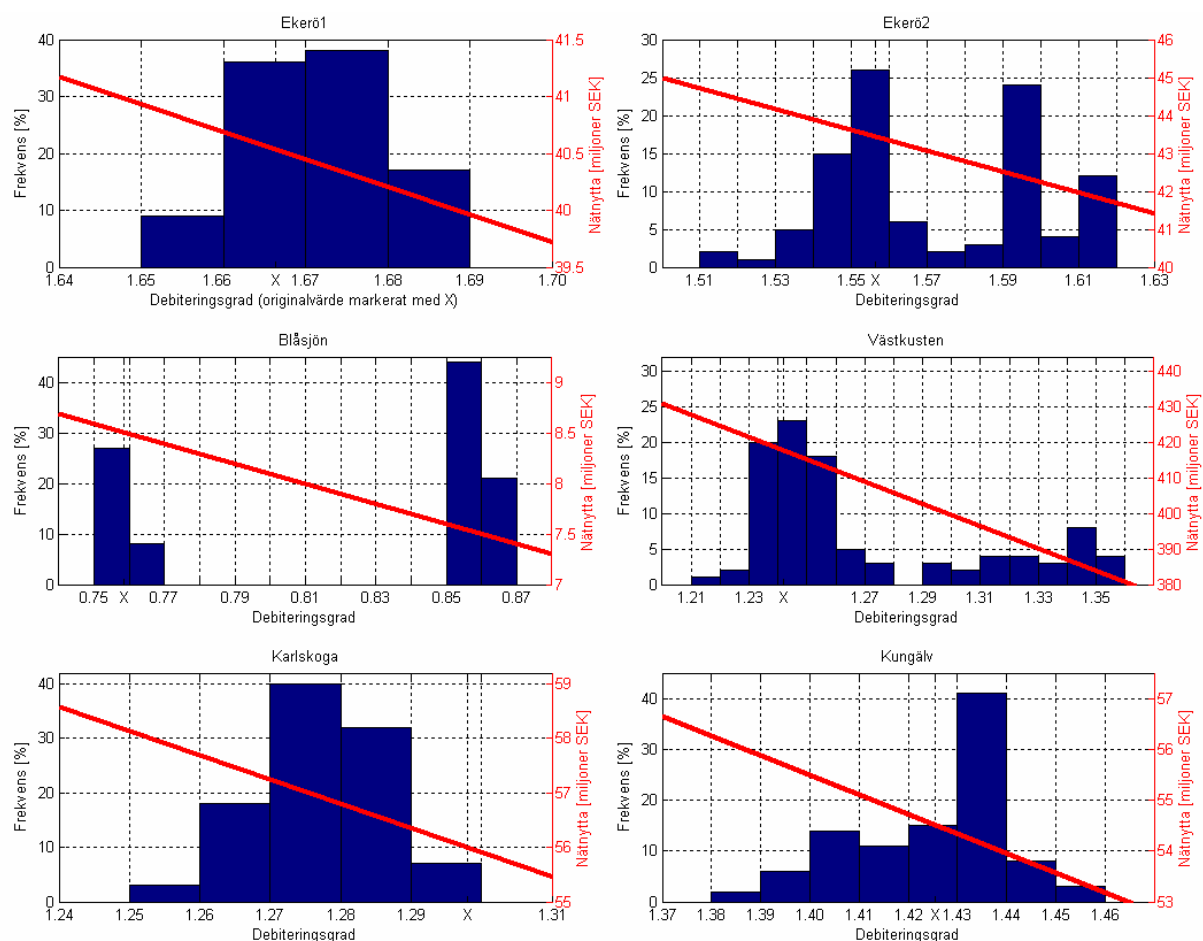 Ekerö1
Frekvens [%]
40
30
20
10
0
1.64 1.65 1.66 X 1.67 1.68 1.69 1.70
Debiteringsgrad (originalvärde markerat med X)
41.5
41
40.5
40
39.5
Nätnytta [miljoner SEK]
Ekerö2
Frekvens [%]
30
25
20
15
10
5
0
1.51 1.53 1.55 X 1.57 1.59 1.61 1.63
Debiteringsgrad
46
45
44
43
42
41
40
Nätnytta [miljoner SEK]
Blåsjön
Frekvens [%]
40
30
20
10
0
0.75 X 0.77 0.79 0.81 0.83 0.85 0.87
Debiteringsgrad
9
8.5
8
7.5
7
Nätnytta [miljoner SEK]
Västkusten
Frekvens [%]
30
25
20
15
10
5
0
1.21 1.23 X 1.27 1.29 1.31 1.33 1.35
Debiteringsgrad
440
430
420
410
400
390
380
Nätnytta [miljoner SEK]
Karlskoga
Frekvens [%]
40
30
20
10
0
1.24 1.25 1.26 1.27 1.28 1.29 X 1.31
Debiteringsgrad
59
58
57
56
55
Nätnytta [miljoner SEK]
Kungälv
Frekvens [%]
40
30
20
10
0
1.37 1.38 1.39 1.40 1.41 1.42 X 1.43 1.44 1.45 1.46
Debiteringsgrad
57
56
55
54
53
Nätnytta [miljoner SEK]